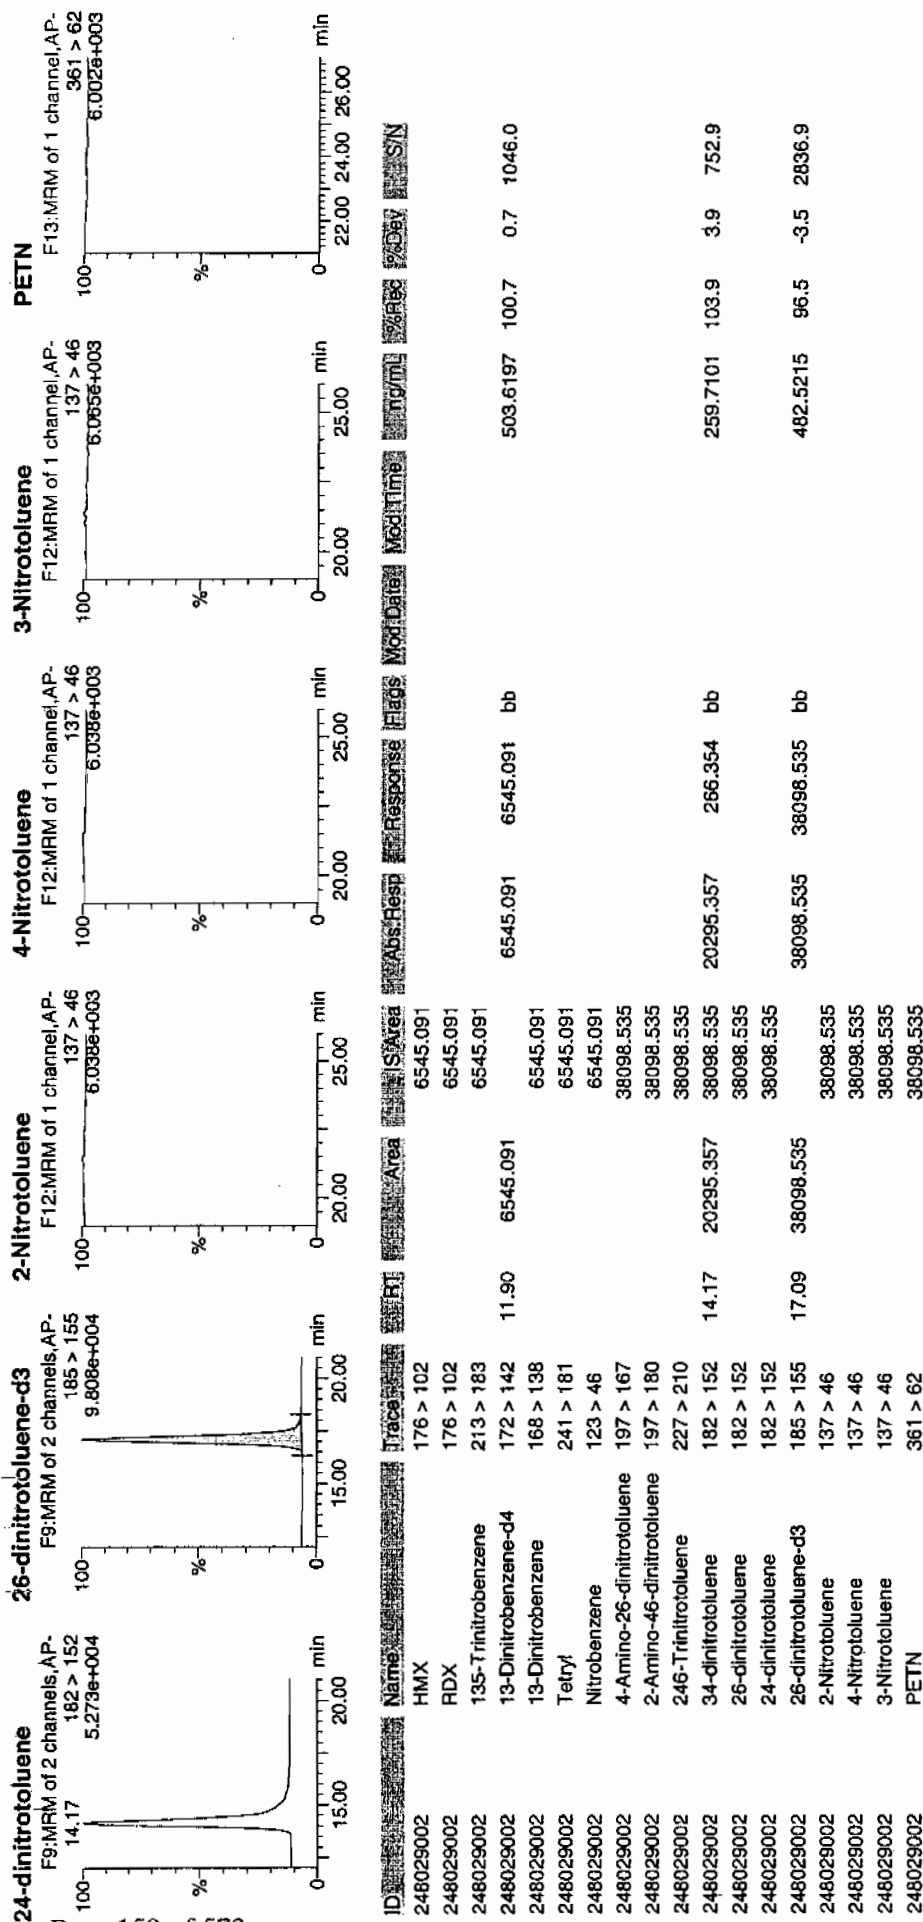 24-dinitrotoluene
F9:MRM of 2 channels,AP-
14.17 182 > 152
5.273e+004
100
%
0
15.00 20.00 min
26-dinitrotoluene-d3
F9:MRM of 2 channels,AP-
185 > 155
9.808e+004
100
%
0
15.00 20.00 min
2-Nitrotoluene
F12:MRM of 1 channel,AP-
137 > 46
6.038e+003
100
%
0
20.00 25.00 min
4-Nitrotoluene
F12:MRM of 1 channel,AP-
137 > 46
6.038e+003
100
%
0
20.00 25.00 min
3-Nitrotoluene
F12:MRM of 1 channel,AP-
137 > 46
6.065e+003
100
%
0
20.00 25.00 min
PETN
F13:MRM of 1 channel,AP-
361 > 62
6.002e+003
100
%
0
22.00 24.00 26.00 min
ID Name Trace RT Area IS Area Abs.Resp Response Flags Mod.Date Mod.Time ng/mL %Rec %Dev S/N
248029002 HMX 176 > 102 6545.091
248029002 RDX 176 > 102 6545.091
248029002 135-Trinitrobenzene 213 > 183 6545.091
248029002 13-Dinitrobenzene-d4 172 > 142 11.90 6545.091 6545.091 6545.091 bb 503.6197 100.7 0.7 1046.0
248029002 13-Dinitrobenzene 168 > 138 6545.091
248029002 Tetryl 241 > 181 6545.091
248029002 Nitrobenzene 123 > 46 6545.091
248029002 4-Amino-26-dinitrotoluene 197 > 167 38098.535
248029002 2-Amino-46-dinitrotoluene 197 > 180 38098.535
248029002 246-Trinitrotoluene 227 > 210 38098.535
248029002 34-dinitrotoluene 182 > 152 14.17 20295.357 38098.535 20295.357 266.354 bb 259.7101 103.9 3.9 752.9
248029002 26-dinitrotoluene 182 > 152 38098.535
248029002 24-dinitrotoluene 182 > 152 38098.535
248029002 26-dinitrotoluene-d3 185 > 155 17.09 38098.535 38098.535 38098.535 bb 482.5215 96.5 -3.5 2836.9
248029002 2-Nitrotoluene 137 > 46 38098.535
248029002 4-Nitrotoluene 137 > 46 38098.535
248029002 3-Nitrotoluene 137 > 46 38098.535
248029002 PETN 361 > 62 38098.535